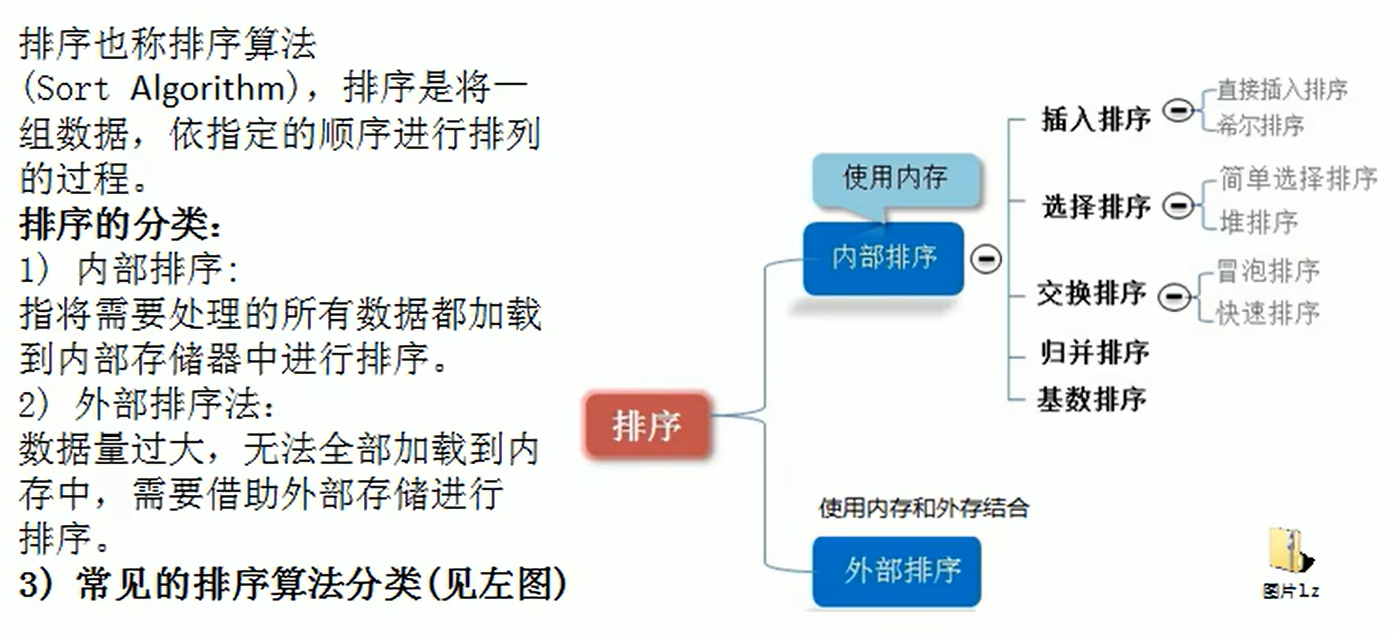 排序也称排序算法
(Sort Algorithm)，排序是将一
组数据，依指定的顺序进行排列
的过程。
排序的分类：
1) 内部排序:
指将需要处理的所有数据都加载
到内部存储器中进行排序。
2) 外部排序法：
数据量过大，无法全部加载到内
存中，需要借助外部存储进行
排序。
3) 常见的排序算法分类(见左图)
排序
使用内存
内部排序
插入排序
直接插入排序
希尔排序
选择排序
简单选择排序
堆排序
交换排序
冒泡排序
快速排序
归并排序
基数排序
使用内存和外存结合
外部排序
图片lz